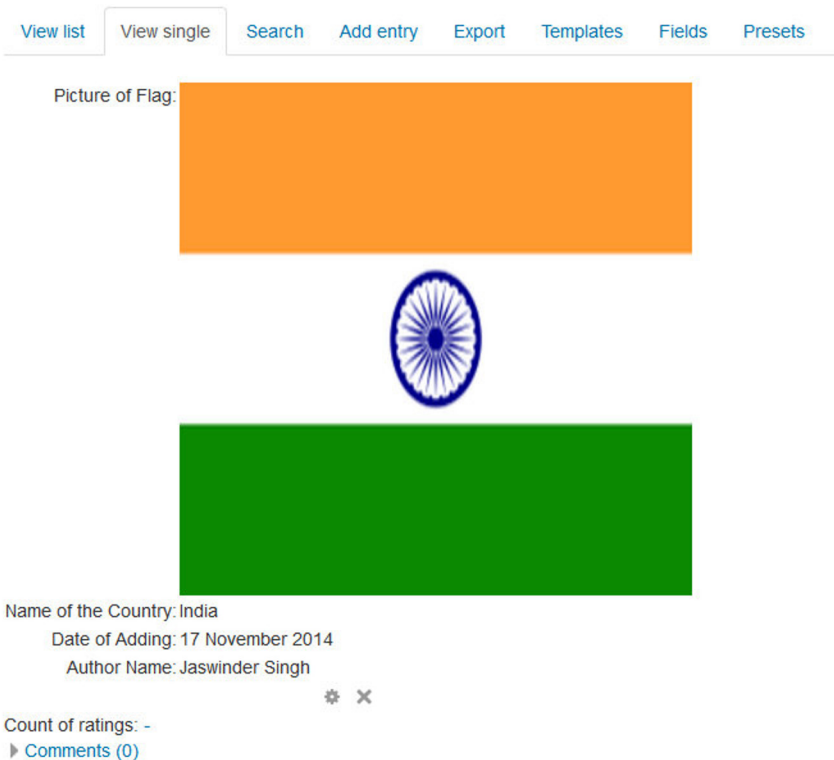 View list View single Search Add entry Export Templates Fields Presets
Picture of Flag:
Name of the Country: India
Date of Adding: 17 November 2014
Author Name: Jaswinder Singh
Count of ratings: -
Comments (0)